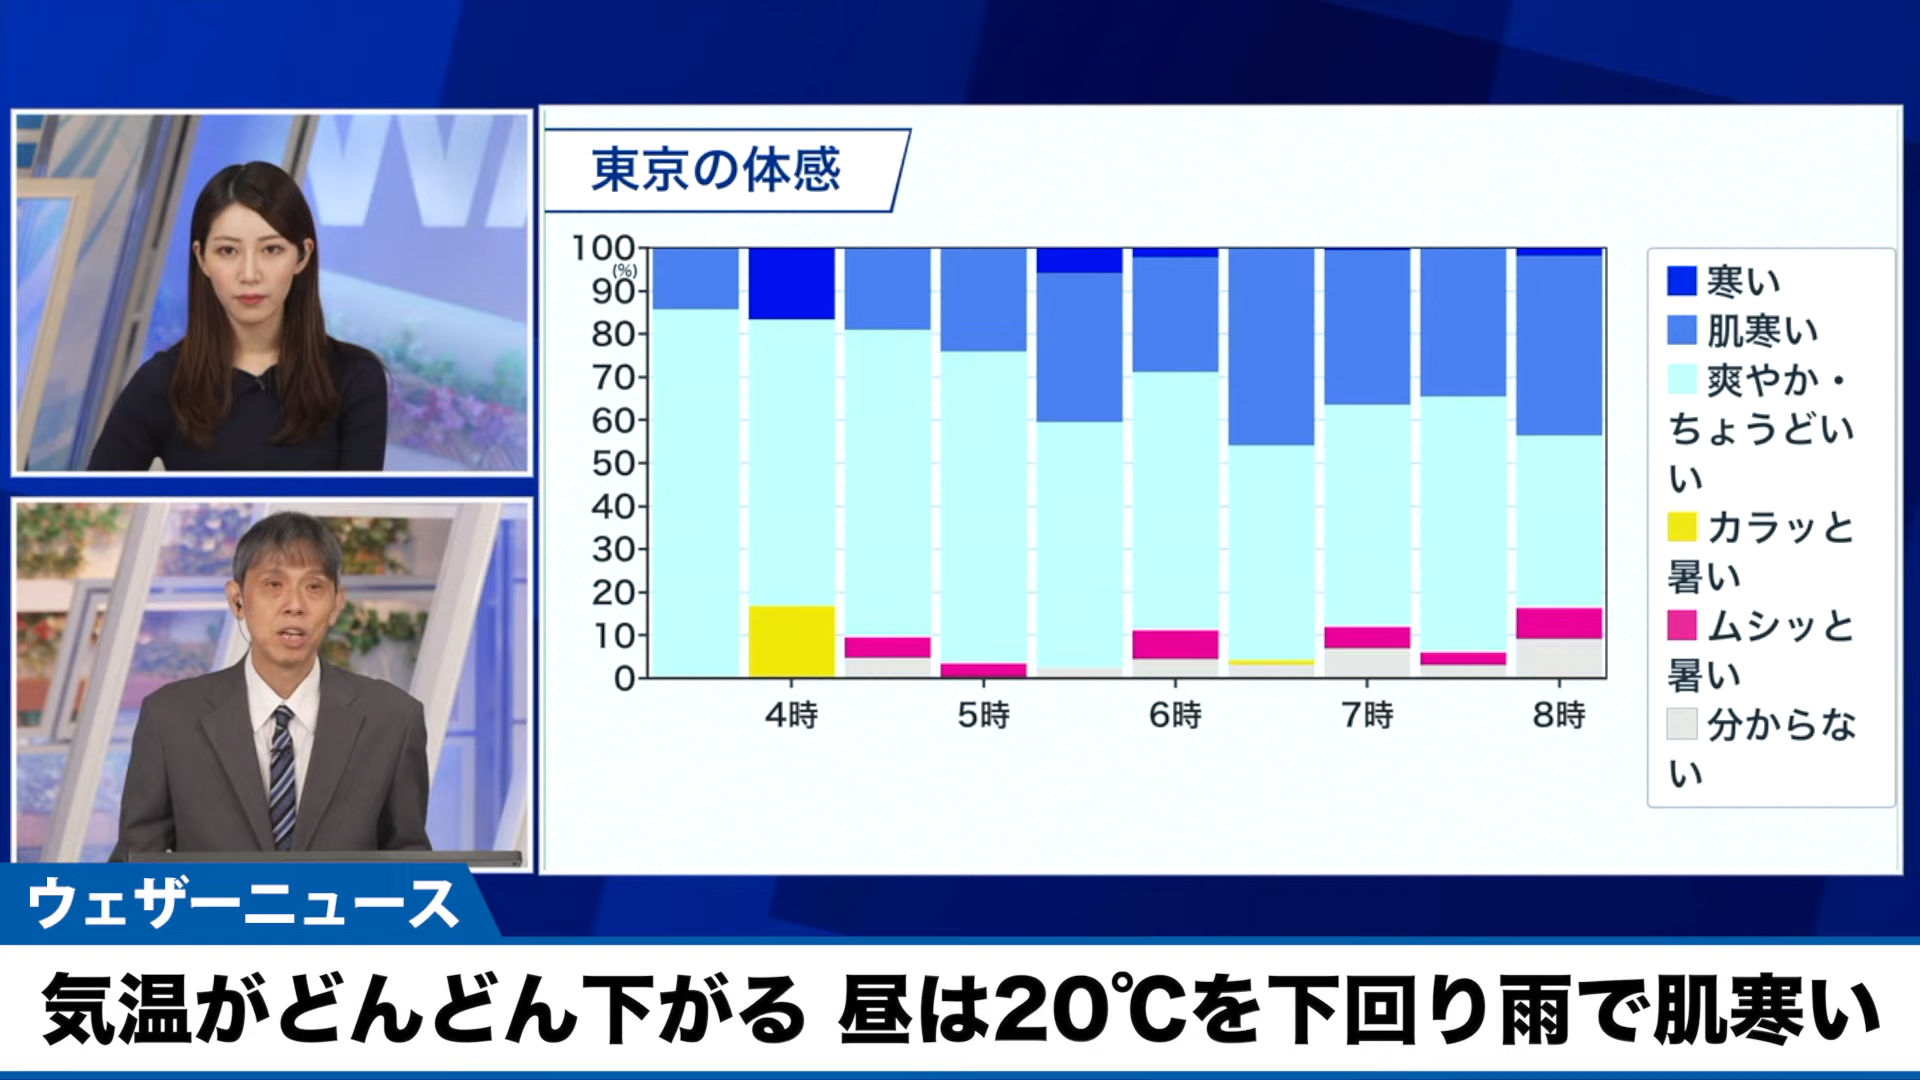 東京の体感
100
(%)
90
80
70
60
50
40
30
20
10
0
4時 5時 6時 7時 8時
寒い
肌寒い
爽やか・
ちょうどい
い
カラッと
暑い
ムシッと
暑い
分からな
い
ウェザーニュース
気温がどんどん下がる 昼は20℃を下回り雨で肌寒い